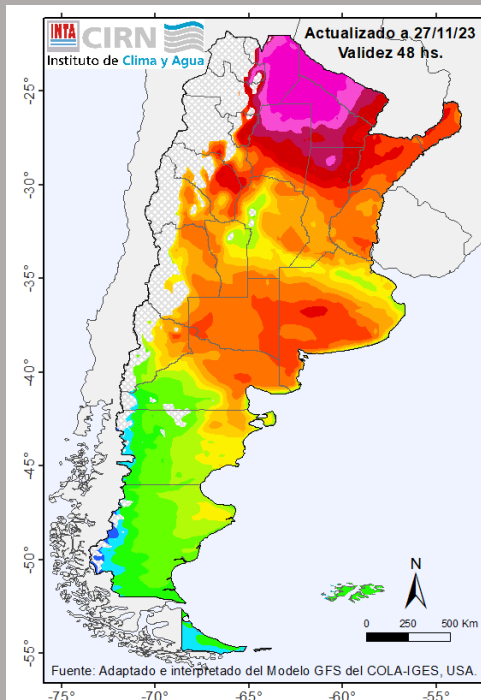 INTA CIRN
Instituto de Clima y Agua
Actualizado a 27/11/23
Validez 48 hs.
-25°
-30°
-35°
-40°
-45°
-50°
-55°
N
0 250 500 Km
Fuente: Adaptado e interpretado del Modelo GFS del COLA-IGES, USA.
-75° -70° -65° -60° -55°